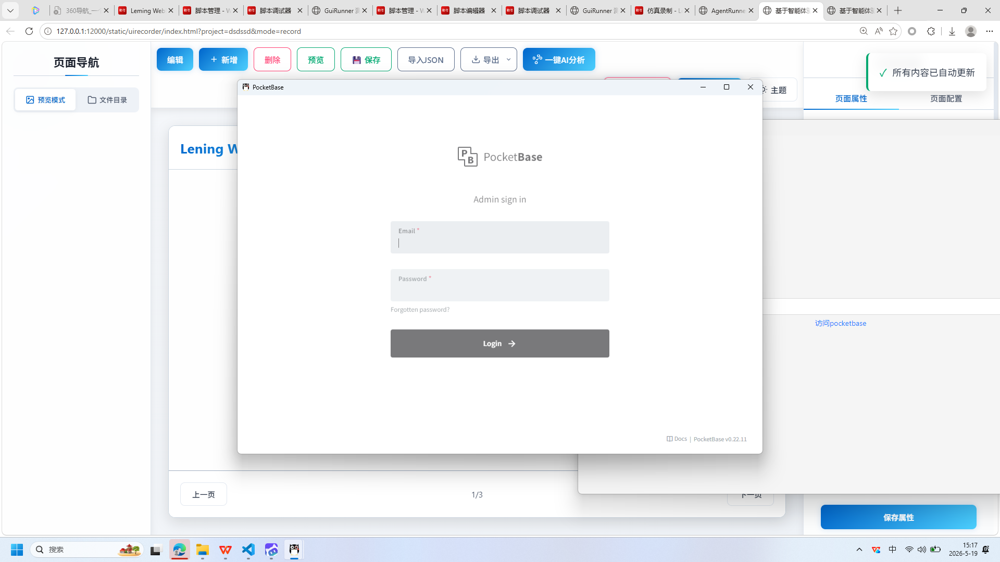 360导航_一
Leming Web
脚本管理 - W
脚本调试器
GuiRunner 测
脚本管理 - W
脚本编辑器
脚本调试器
GuiRunner 测
仿真录制 - L
AgentRunne
基于智能体
基于智能体
127.0.0.1:12000/static/uirecorder/index.html?project=dsdssd&mode=record
页面导航
预览模式
文件目录
编辑
新增
删除
预览
保存
导入JSON
导出
一键AI分析
主题
所有内容已自动更新
页面属性
页面配置
Lening W
PocketBase
PB PocketBase
Admin sign in
Email *
Password *
Forgotten password?
Login
Docs | PocketBase v0.22.11
访问pocketbase
上一页
1/3
下一页
保存属性
搜索
中
15:17
2026-5-19